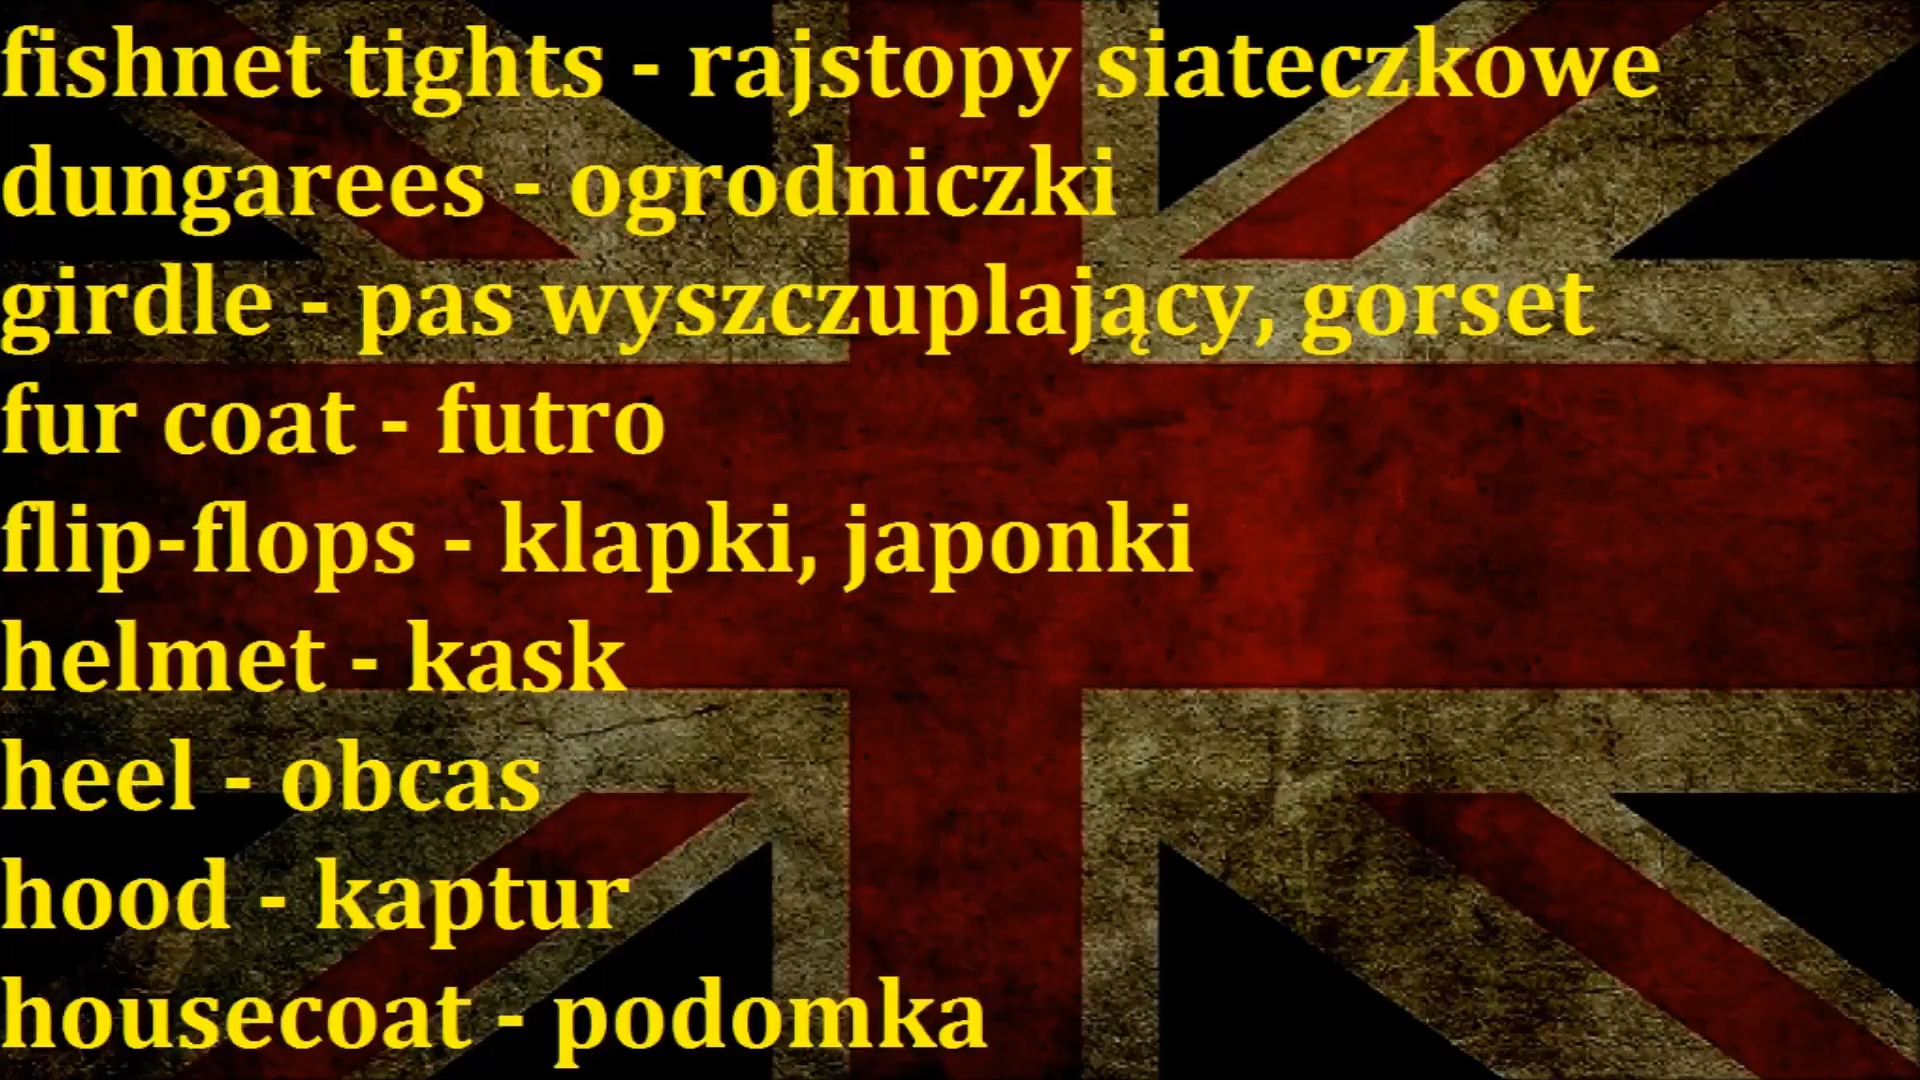 fishnet tights - rajstopy siateczkowe
dungarees - ogrodniczki
girdle - pas wyszczuplający, gorset
fur coat - futro
flip-flops - klapki, japonki
helmet - kask
heel - obcas
hood - kaptur
housecoat - podomka